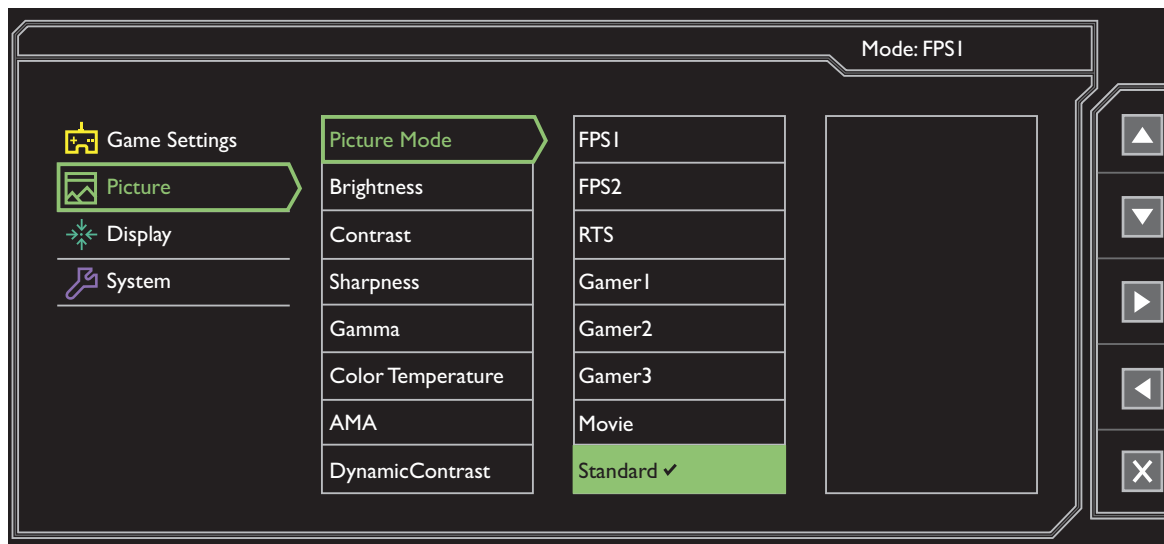 Mode: FPS1
Game Settings
Picture
Display
System
Picture Mode
Brightness
Contrast
Sharpness
Gamma
Color Temperature
AMA
DynamicContrast
FPS1
FPS2
RTS
Gamer1
Gamer2
Gamer3
Movie
Standard ✔